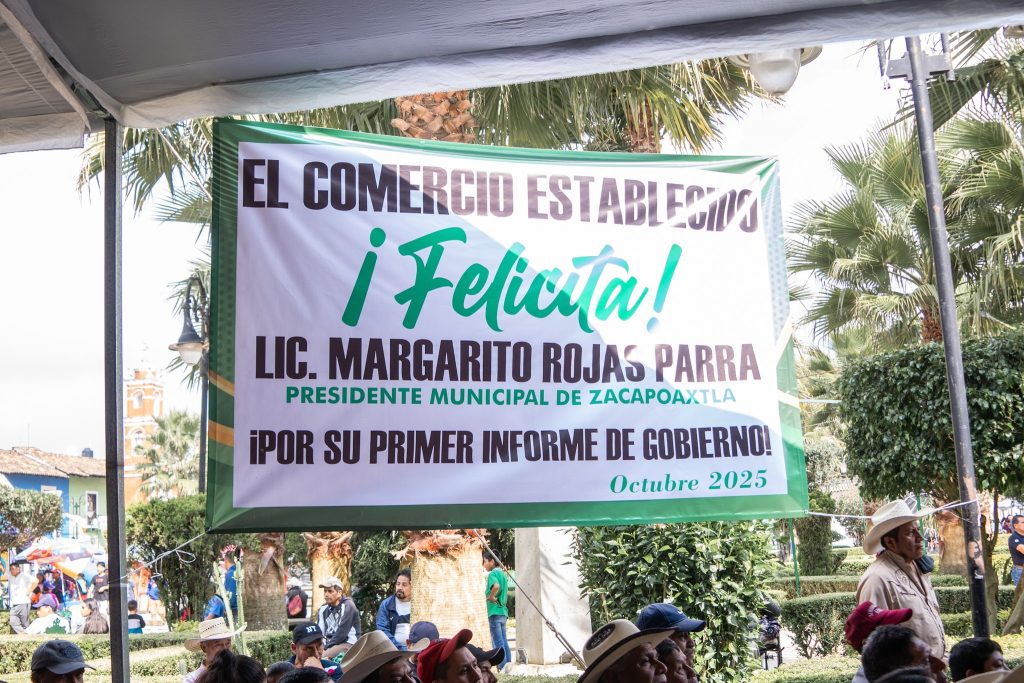 EL COMERCIO ESTABLECIDO
¡Felicita!
LIC. MARGARITO ROJAS PARRA
PRESIDENTE MUNICIPAL DE ZACAPOAXTLA
¡POR SU PRIMER INFORME DE GOBIERNO!
Octubre 2025